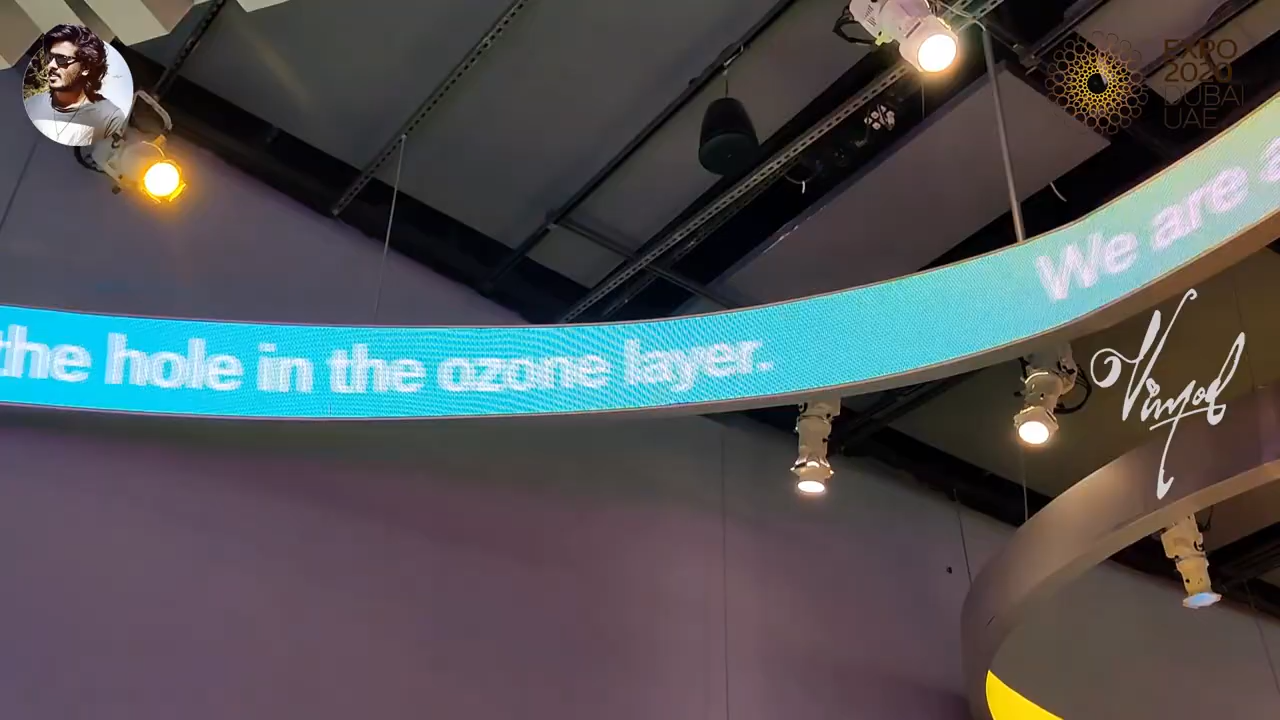 EXPO
2020
DUBAI
UAE
the hole in the ozone layer.
We are a
Vinod